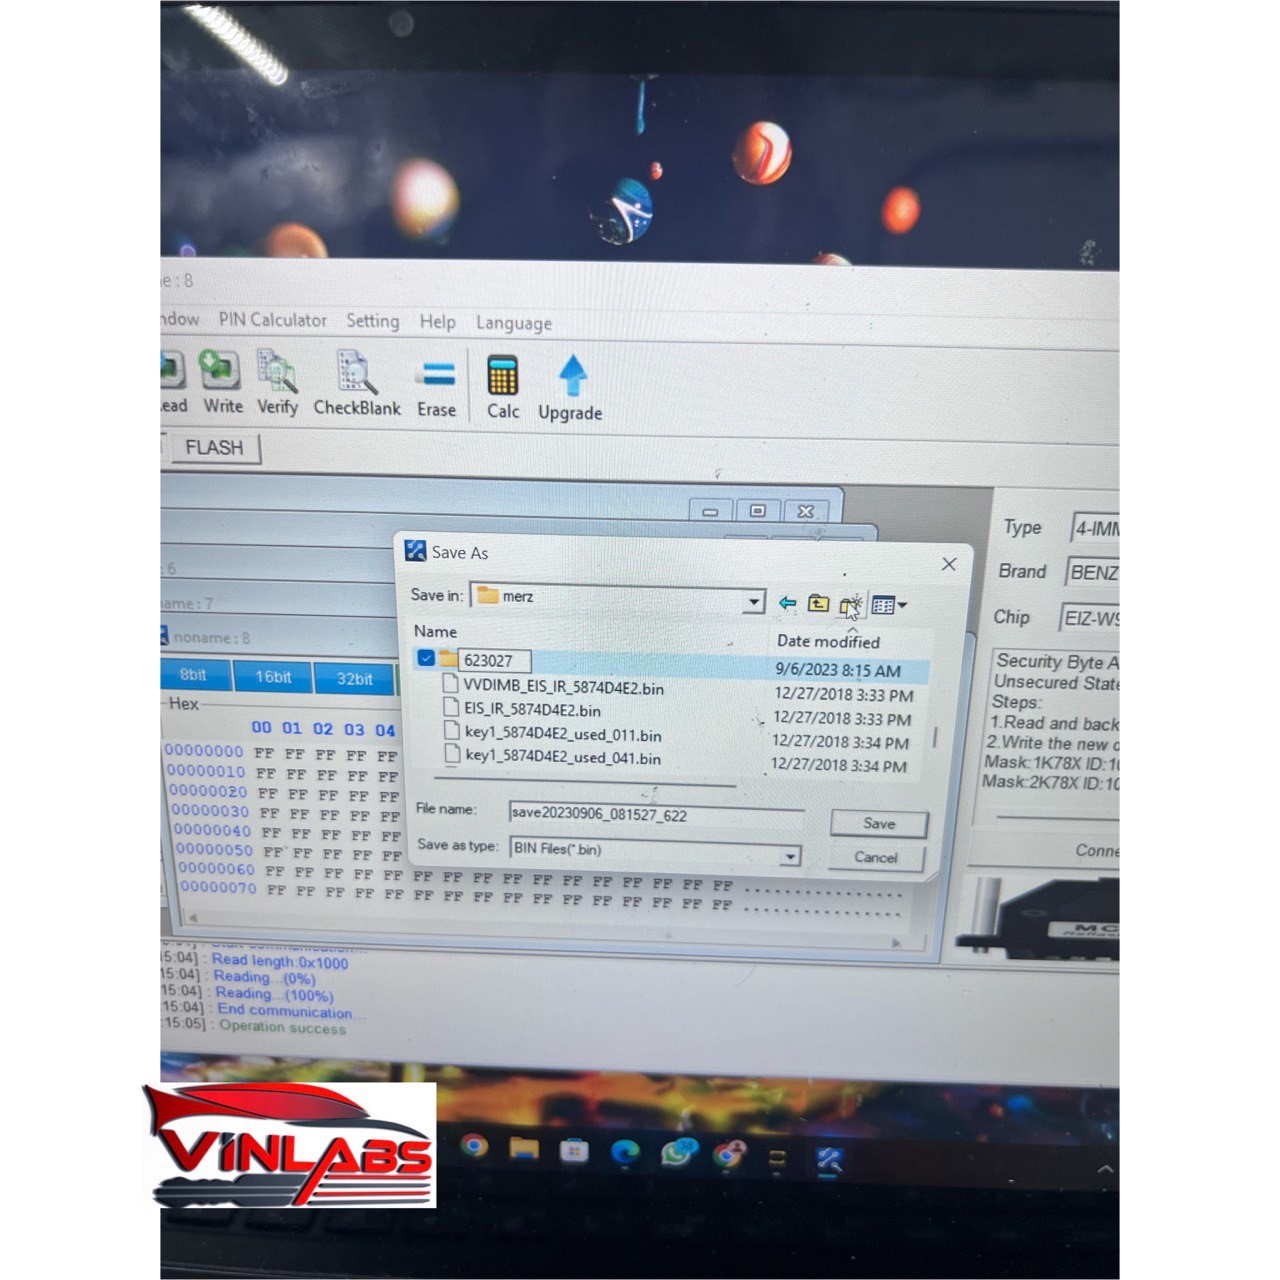 e : 8
ndow PIN Calculator Setting Help Language
ead Write Verify CheckBlank Erase Calc Upgrade
FLASH
: 6
ame : 7
noname : 8
8bit 16bit 32bit
Hex
00 01 02 03 04
00000000 FF FF FF FF FF
00000010 FF FF FF FF FF
00000020 FF FF FF FF FF
00000030 FF FF FF FF FF
00000040 FF FF FF FF FF
00000050 FF FF FF FF FF
00000060 FF FF FF FF FF FF FF FF FF FF FF FF FF FF FF FF ................
00000070 FF FF FF FF FF FF FF FF FF FF FF FF FF FF FF FF ................
Save As
Save in: merz
Name Date modified
623027 9/6/2023 8:15 AM
VVDIMB_EIS_IR_5874D4E2.bin 12/27/2018 3:33 PM
EIS_IR_5874D4E2.bin 12/27/2018 3:33 PM
key1_5874D4E2_used_011.bin 12/27/2018 3:34 PM
key1_5874D4E2_used_041.bin 12/27/2018 3:34 PM
File name: save20230906_081527_622 Save
Save as type: BIN Files(*.bin) Cancel
Type 4-IMM
Brand BENZ
Chip EIZ-W9
Security Byte A
Unsecured State
Steps:
1.Read and back
2.Write the new
Mask:1K78X ID:1
Mask:2K78X ID:10
Conne
MC
15:04] : Read length:0x1000
15:04] : Reading...(0%)
15:04] : Reading...(100%)
15:04] : End communication...
:15:05] : Operation success
VINLABS